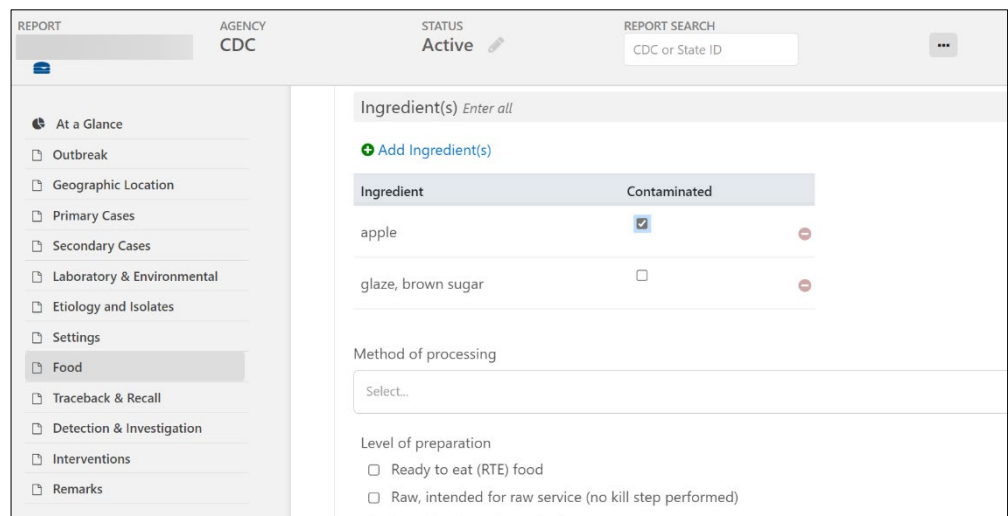 REPORT AGENCY STATUS REPORT SEARCH
CDC Active CDC or State ID
At a Glance
Outbreak
Geographic Location
Primary Cases
Secondary Cases
Laboratory & Environmental
Etiology and Isolates
Settings
Food
Traceback & Recall
Detection & Investigation
Interventions
Remarks
Ingredient(s) Enter all
Add Ingredient(s)
Ingredient Contaminated
apple
glaze, brown sugar
Method of processing
Select...
Level of preparation
Ready to eat (RTE) food
Raw, intended for raw service (no kill step performed)